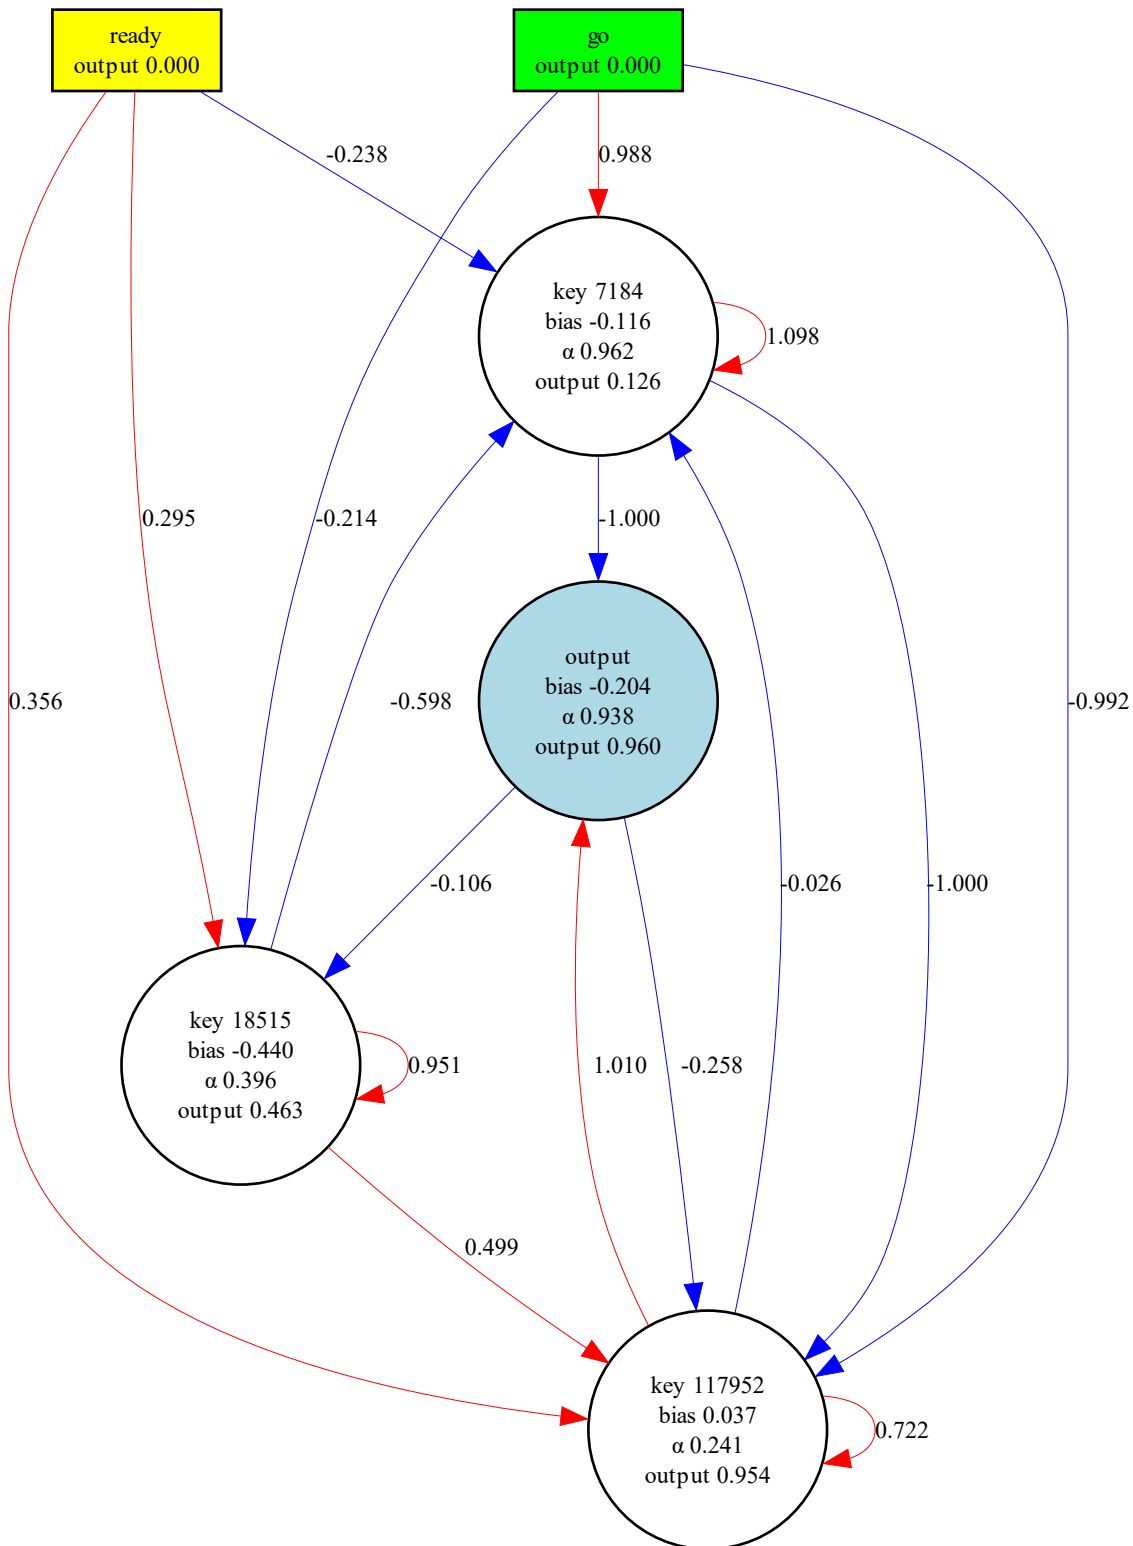 ready
output 0.000
go
output 0.000
-0.238
0.988
key 7184
bias -0.116
α 0.962
output 0.126
1.098
0.295
-0.214
-1.000
output
bias -0.204
α 0.938
output 0.960
0.356
-0.598
-0.992
-0.106
-0.026
-1.000
key 18515
bias -0.440
α 0.396
output 0.463
0.951
1.010
-0.258
0.499
key 117952
bias 0.037
α 0.241
output 0.954
0.722